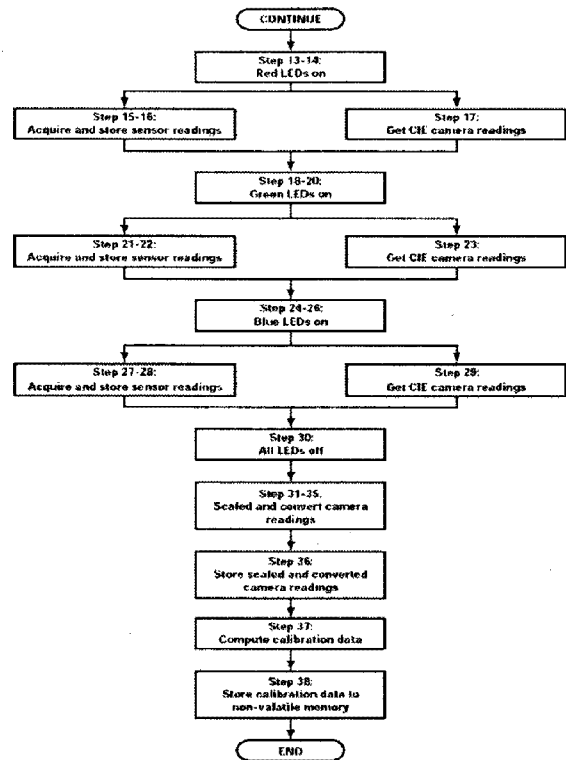 CONTINUE
Step 13-14:
Red LEDs on
Step 15-16:
Acquire and store sensor readings
Step 17:
Get CIE camera readings
Step 18-20:
Green LEDs on
Step 21-22:
Acquire and store sensor readings
Step 23:
Get CIE camera readings
Step 24-26:
Blue LEDs on
Step 27-28:
Acquire and store sensor readings
Step 29:
Get CIE camera readings
Step 30:
All LEDs off
Step 31-35:
Scaled and convert camera
readings
Step 36:
Store scaled and converted
camera readings
Step 37:
Compute calibration data
Step 38:
Store calibration data to
non-valatile memory
END